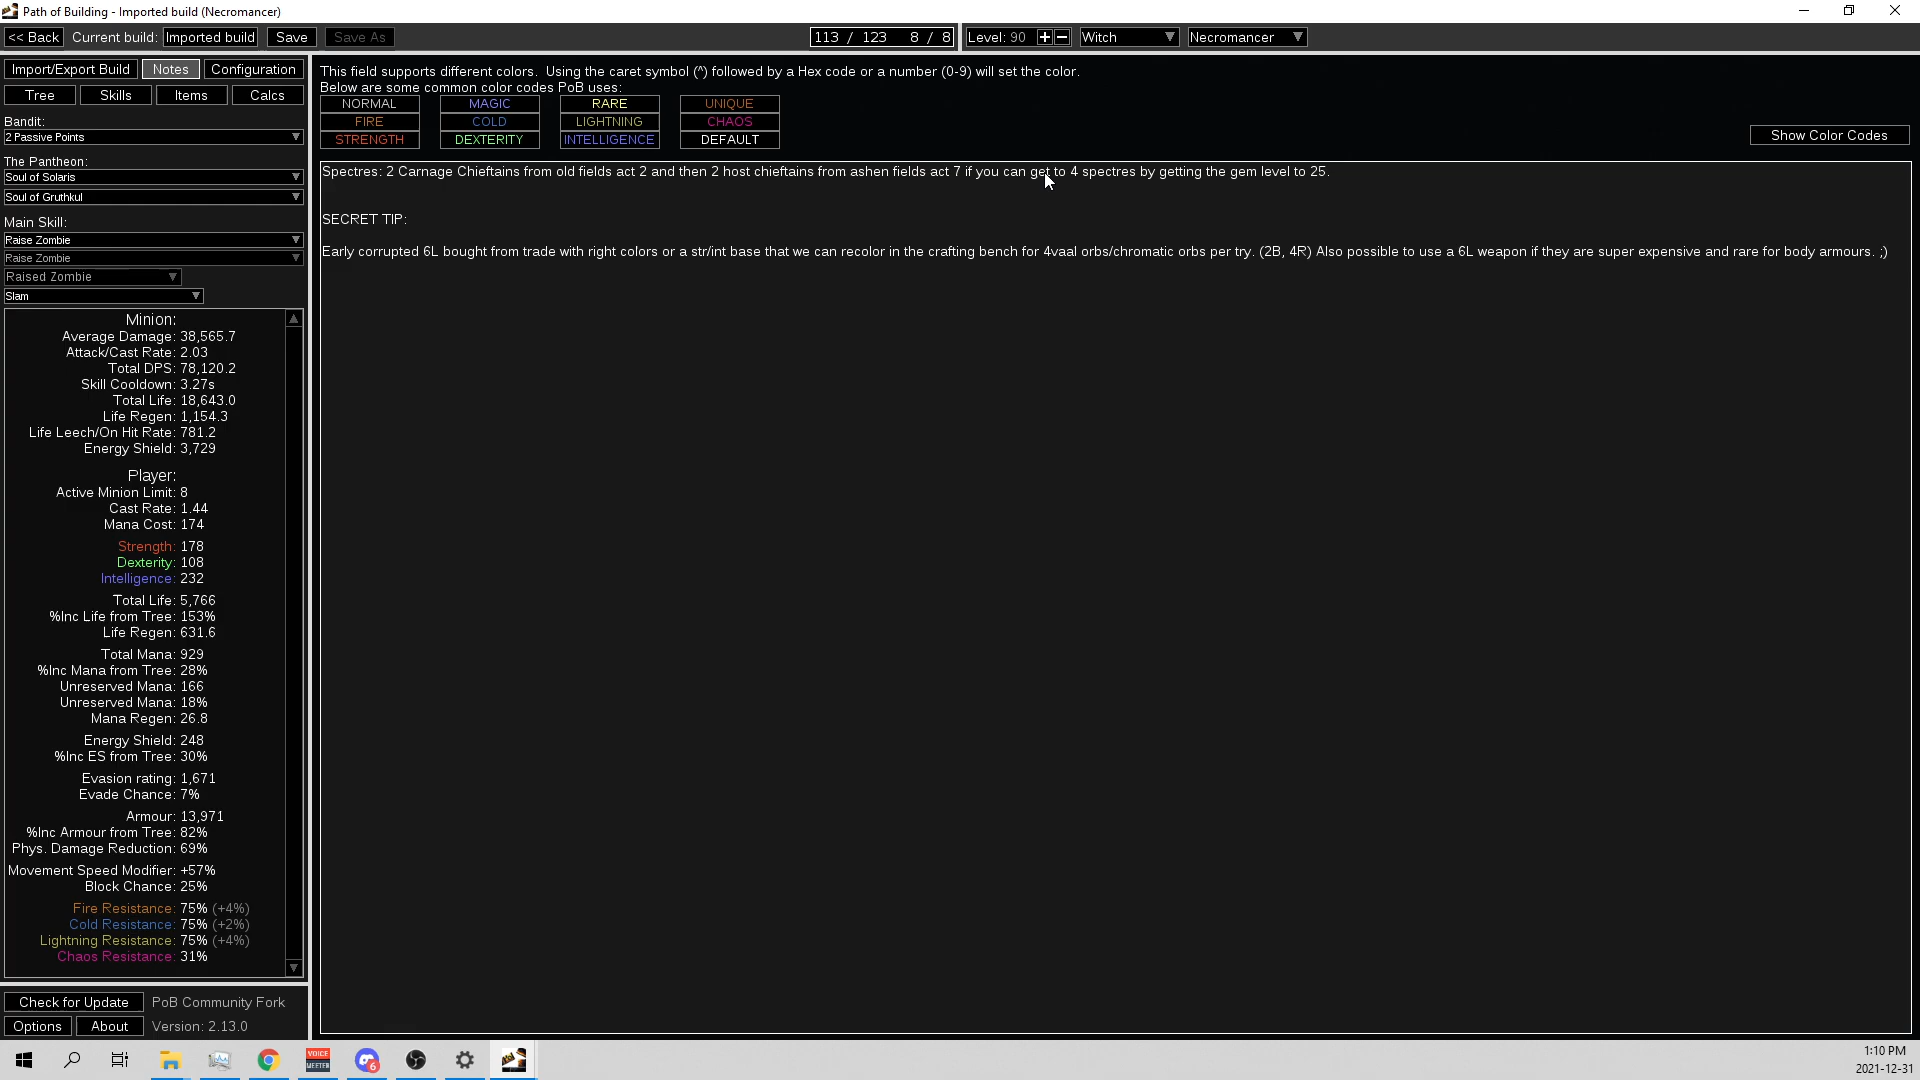 Path of Building - Imported build (Necromancer)
<< Back Current build: Imported build Save Save As 113 / 123 8 / 8 Level: 90 + - Witch Necromancer
Import/Export Build Notes Configuration
Tree Skills Items Calcs
Bandit:
2 Passive Points
The Pantheon:
Soul of Solaris
Soul of Gruthkul
Main Skill:
Raise Zombie
Raise Zombie
Raised Zombie
Slam
Minion:
Average Damage: 38,565.7
Attack/Cast Rate: 2.03
Total DPS: 78,120.2
Skill Cooldown: 3.27s
Total Life: 18,643.0
Life Regen: 1,154.3
Life Leech/On Hit Rate: 781.2
Energy Shield: 3,729
Player:
Active Minion Limit: 8
Cast Rate: 1.44
Mana Cost: 174
Strength: 178
Dexterity: 108
Intelligence: 232
Total Life: 5,766
%Inc Life from Tree: 153%
Life Regen: 631.6
Total Mana: 929
%Inc Mana from Tree: 28%
Unreserved Mana: 166
Unreserved Mana: 18%
Mana Regen: 26.8
Energy Shield: 248
%Inc ES from Tree: 30%
Evasion rating: 1,671
Evade Chance: 7%
Armour: 13,971
%Inc Armour from Tree: 82%
Phys. Damage Reduction: 69%
Movement Speed Modifier: +57%
Block Chance: 25%
Fire Resistance: 75% (+4%)
Cold Resistance: 75% (+2%)
Lightning Resistance: 75% (+4%)
Chaos Resistance: 31%
Check for Update PoB Community Fork
Options About Version: 2.13.0
This field supports different colors. Using the caret symbol (^) followed by a Hex code or a number (0-9) will set the color.
Below are some common color codes PoB uses:
NORMAL MAGIC RARE UNIQUE
FIRE COLD LIGHTNING CHAOS
STRENGTH DEXTERITY INTELLIGENCE DEFAULT
Show Color Codes
Spectres: 2 Carnage Chieftains from old fields act 2 and then 2 host chieftains from ashen fields act 7 if you can get to 4 spectres by getting the gem level to 25.
SECRET TIP:
Early corrupted 6L bought from trade with right colors or a str/int base that we can recolor in the crafting bench for 4vaal orbs/chromatic orbs per try. (2B, 4R) Also possible to use a 6L weapon if they are super expensive and rare for body armours. ;)
VOICE
MEETER
6
1:10 PM
2021-12-31